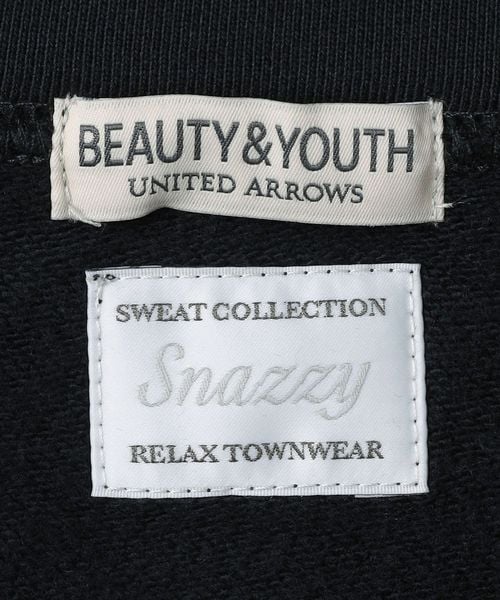 BEAUTY&YOUTH
UNITED ARROWS
SWEAT COLLECTION
Snazzy
RELAX TOWNWEAR